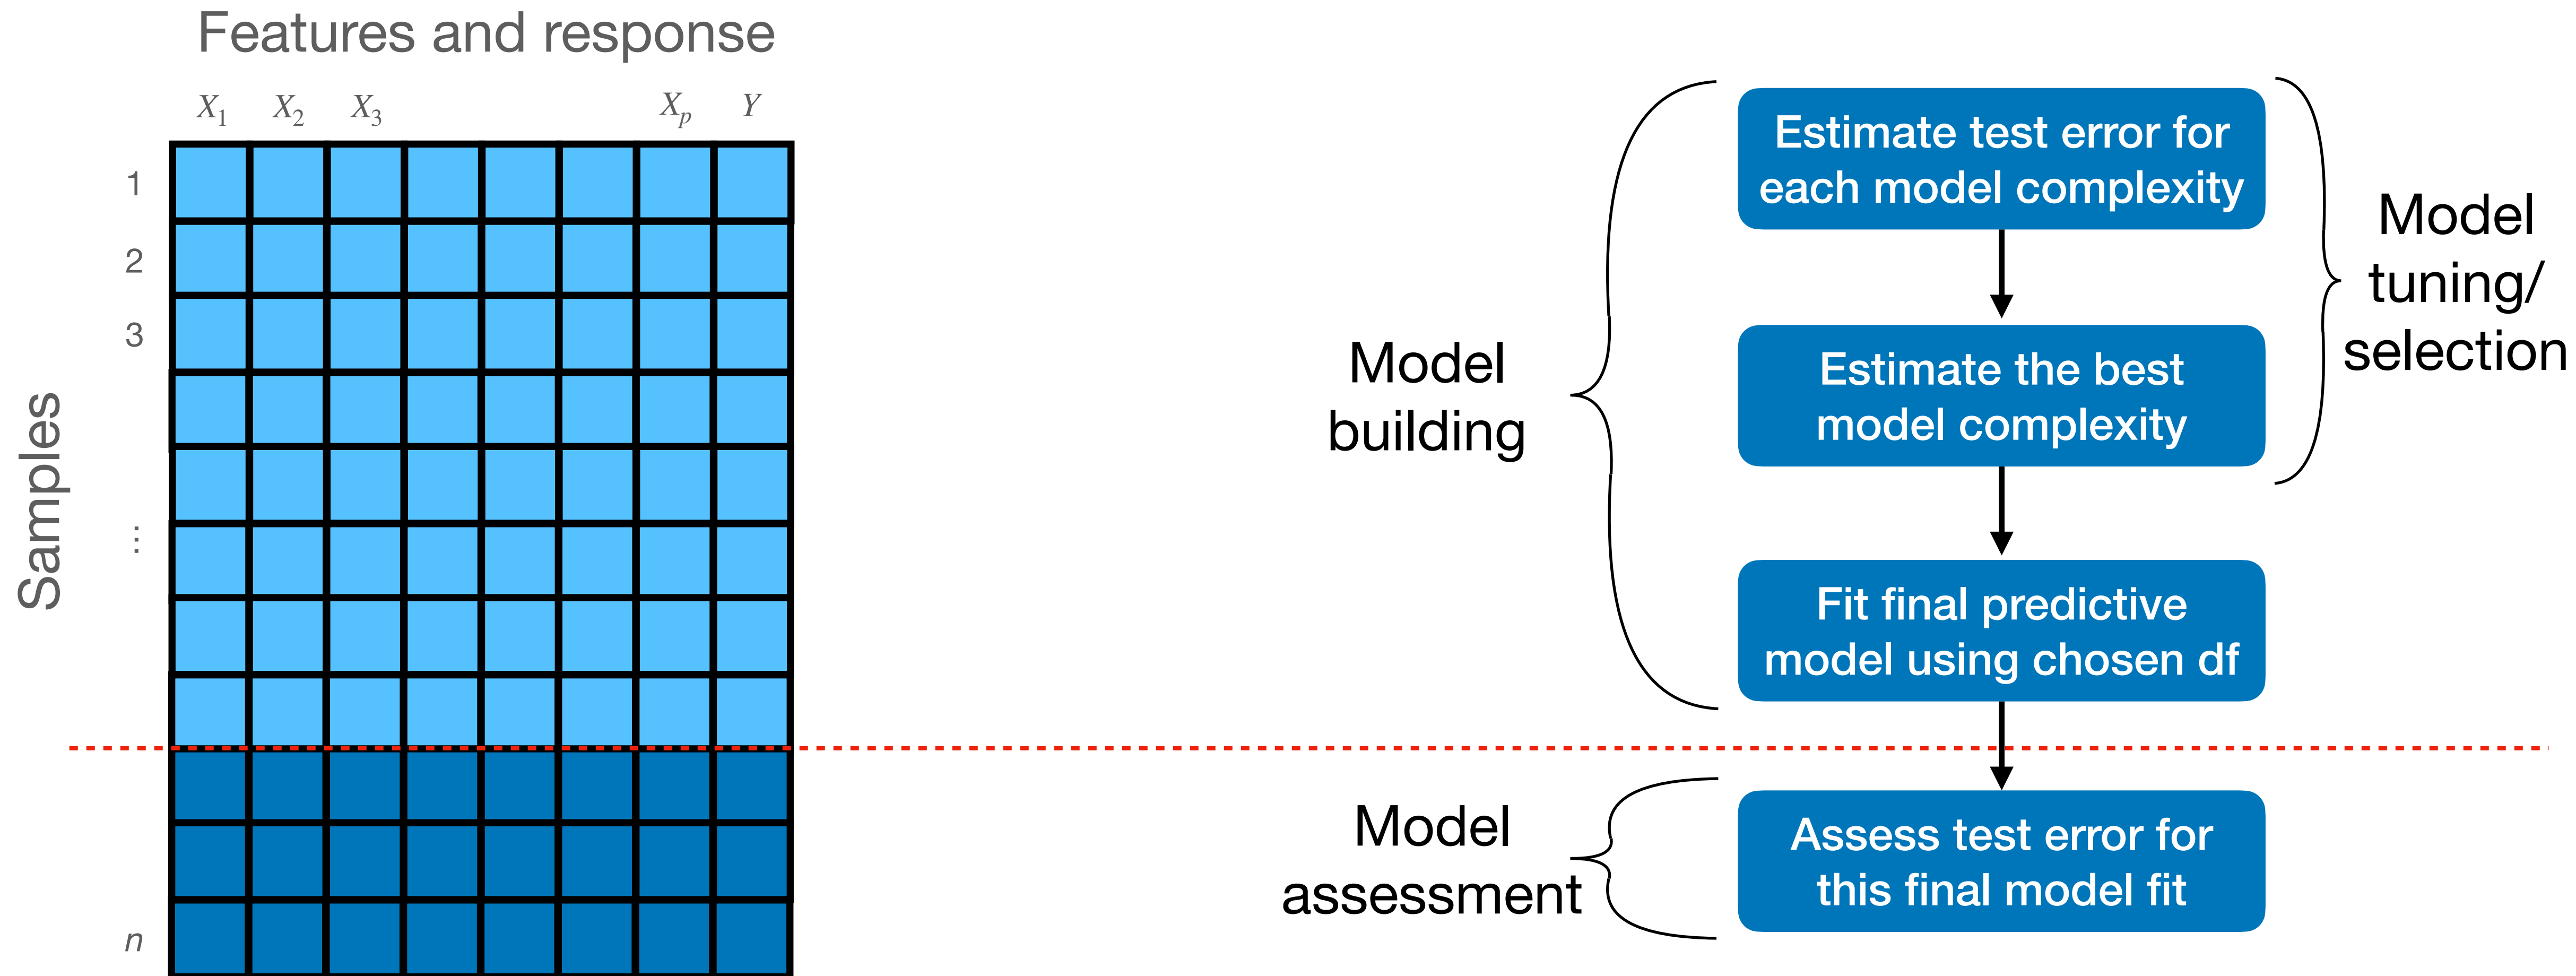 Features and response
X₁ X₂ X₃ Xₚ Y
Samples
1
2
3
⋮
n
Model
building
Estimate test error for
each model complexity
Estimate the best
model complexity
Fit final predictive
model using chosen df
Model
tuning/
selection
Model
assessment
Assess test error for
this final model fit